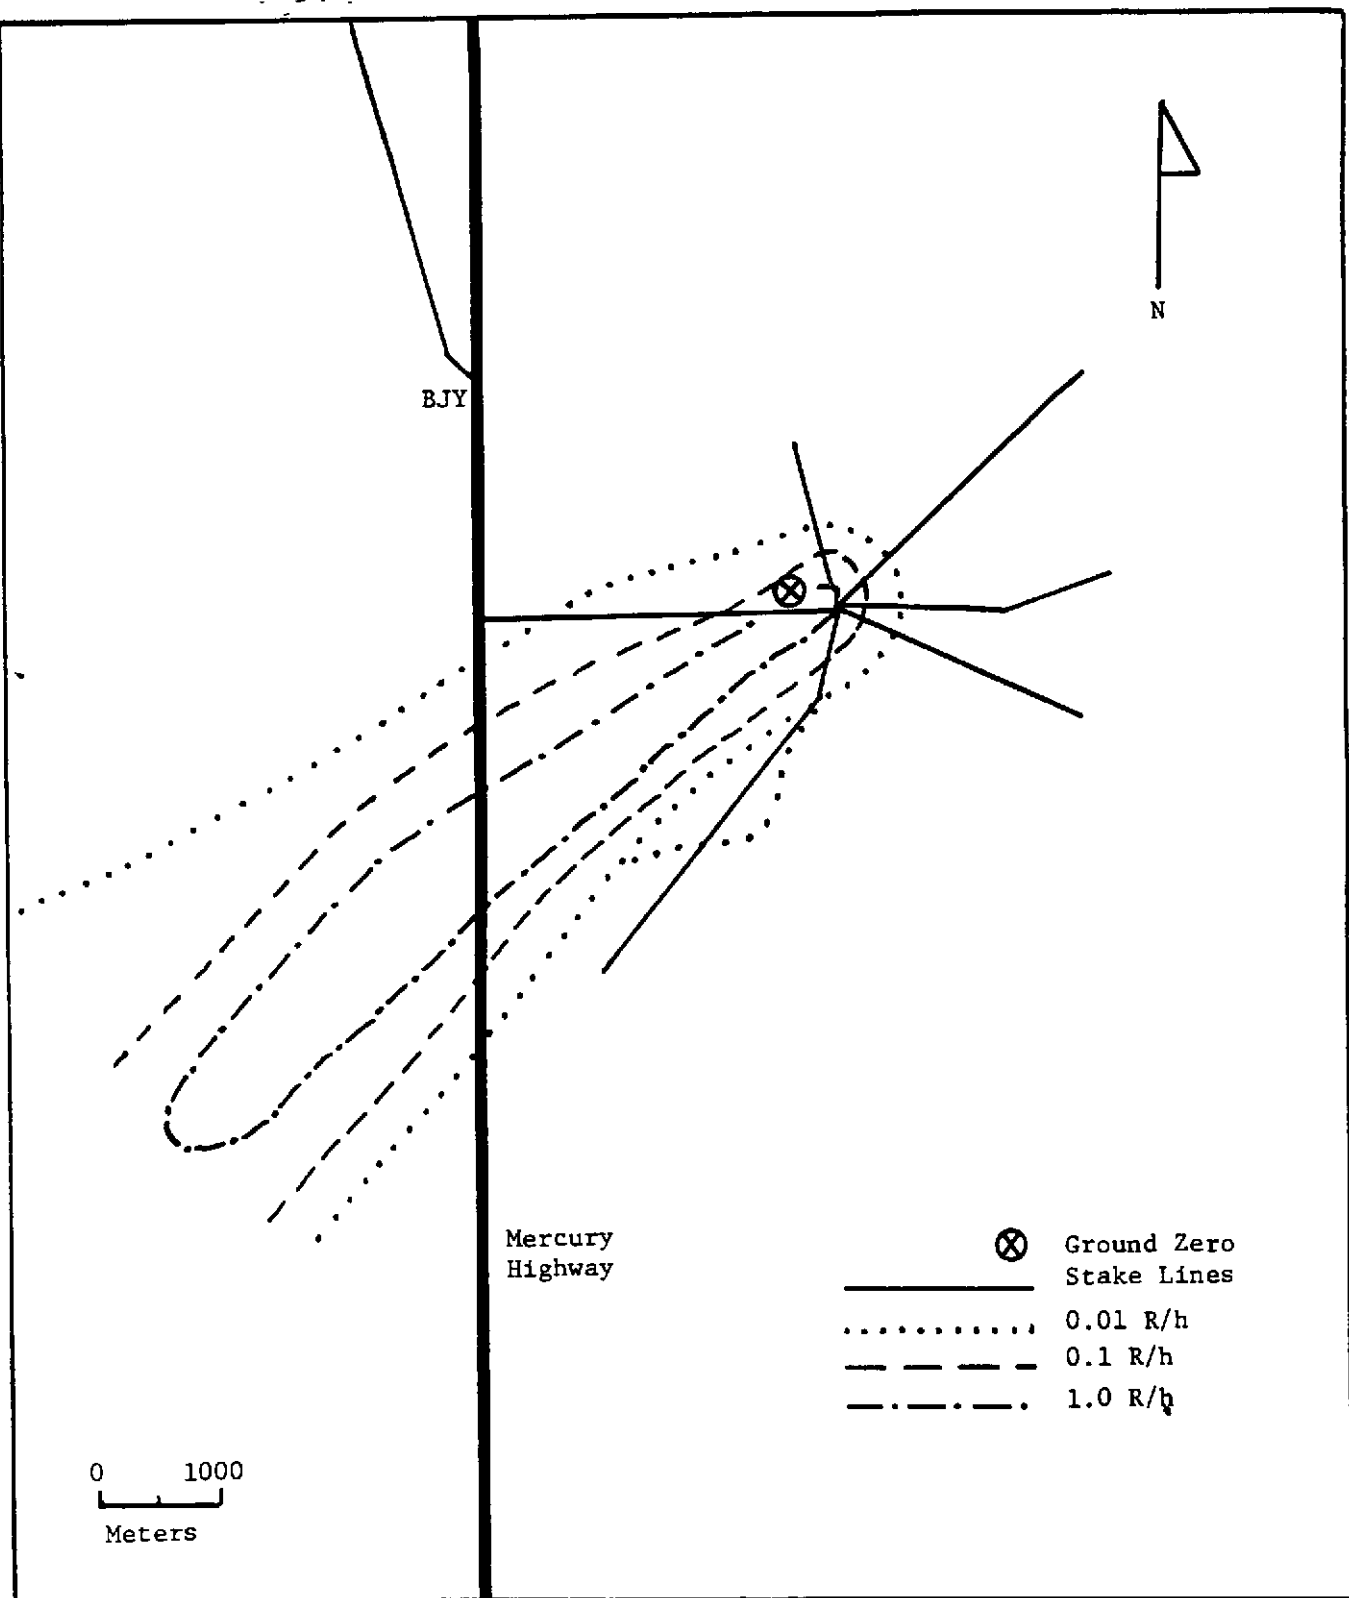 N
BJY
Mercury
Highway
Ground Zero
Stake Lines
0.01 R/h
0.1 R/h
1.0 R/h
0 1000
Meters